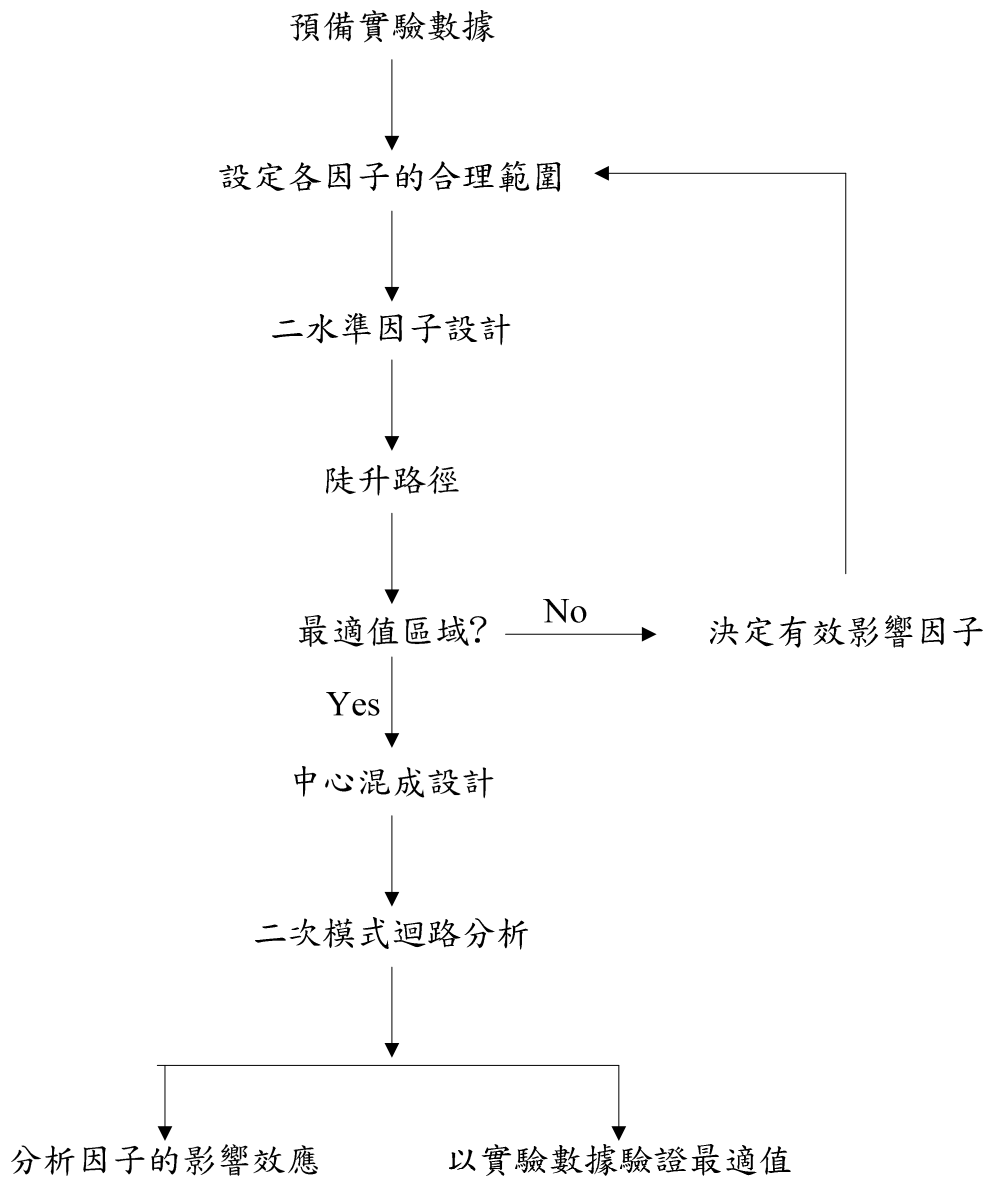 預備實驗數據
設定各因子的合理範圍
二水準因子設計
陡升路徑
最適值區域?
No
決定有效影響因子
Yes
中心混成設計
二次模式迴路分析
分析因子的影響效應
以實驗數據驗證最適值